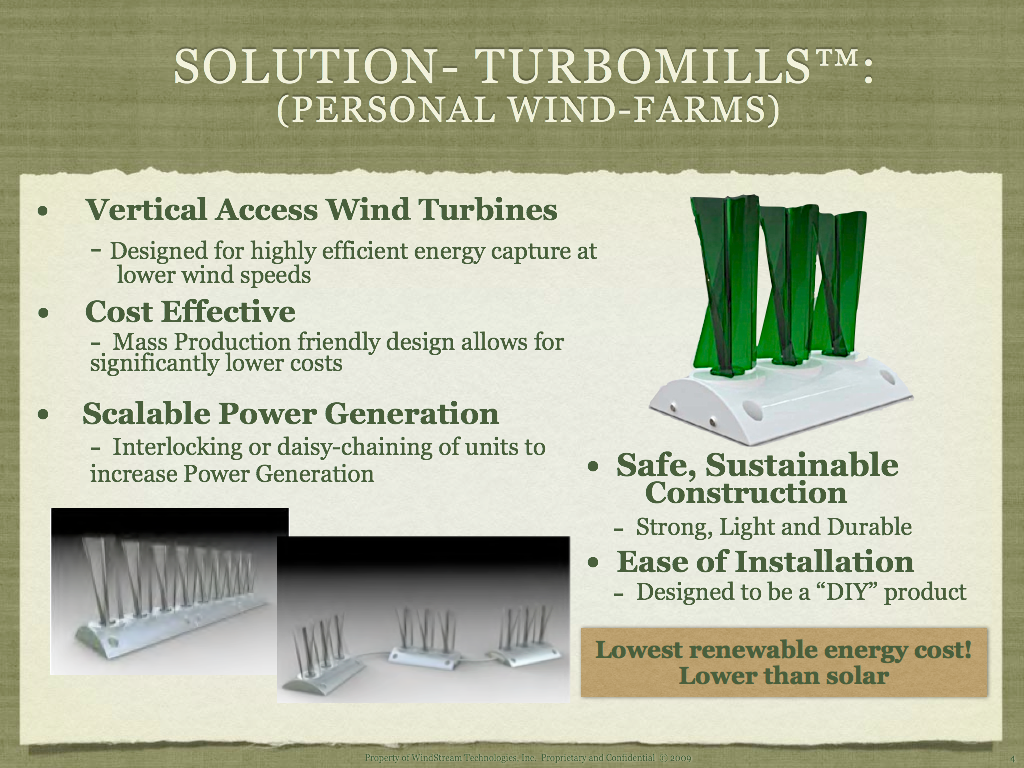 SOLUTION- TURBOMILLS™:
(PERSONAL WIND-FARMS)
• Vertical Access Wind Turbines
- Designed for highly efficient energy capture at
lower wind speeds
• Cost Effective
- Mass Production friendly design allows for
significantly lower costs
• Scalable Power Generation
- Interlocking or daisy-chaining of units to
increase Power Generation
• Safe, Sustainable
Construction
- Strong, Light and Durable
• Ease of Installation
- Designed to be a “DIY” product
Lowest renewable energy cost!
Lower than solar
Property of WindStream Technologies, Inc. Proprietary and Confidential © 2009
4